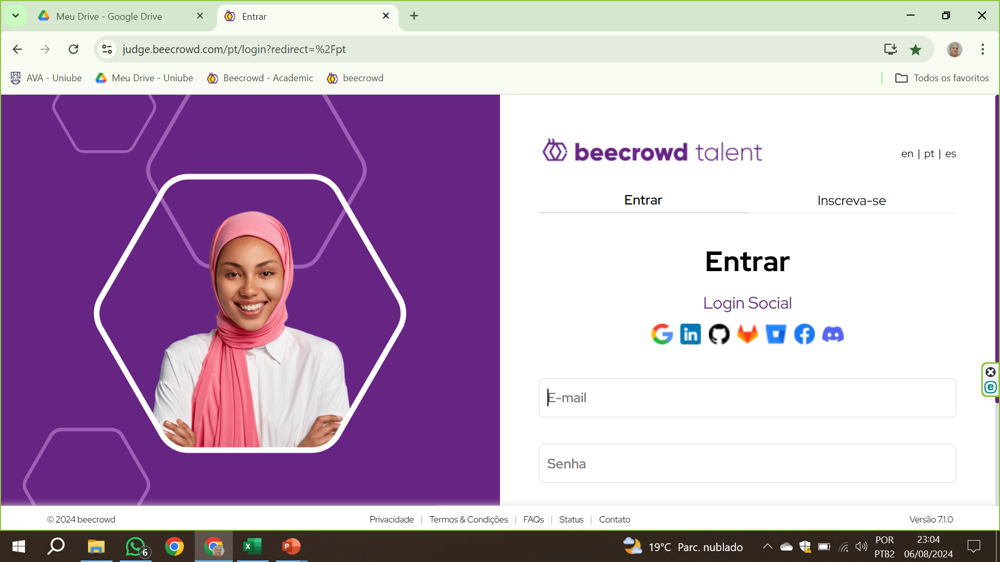 Meu Drive - Google Drive
Entrar
judge.beecrowd.com/pt/login?redirect=%2Fpt
AVA - Uniube
Meu Drive - Uniube
Beecrowd - Academic
beecrowd
Todos os favoritos
beecrowd talent
en | pt | es
Entrar
Inscreva-se
Entrar
Login Social
E-mail
Senha
© 2024 beecrowd
Privacidade | Termos & Condições | FAQs | Status | Contato
Versão 7.1.0
6
19°C Parc. nublado
POR
PTB2
23:04
06/08/2024